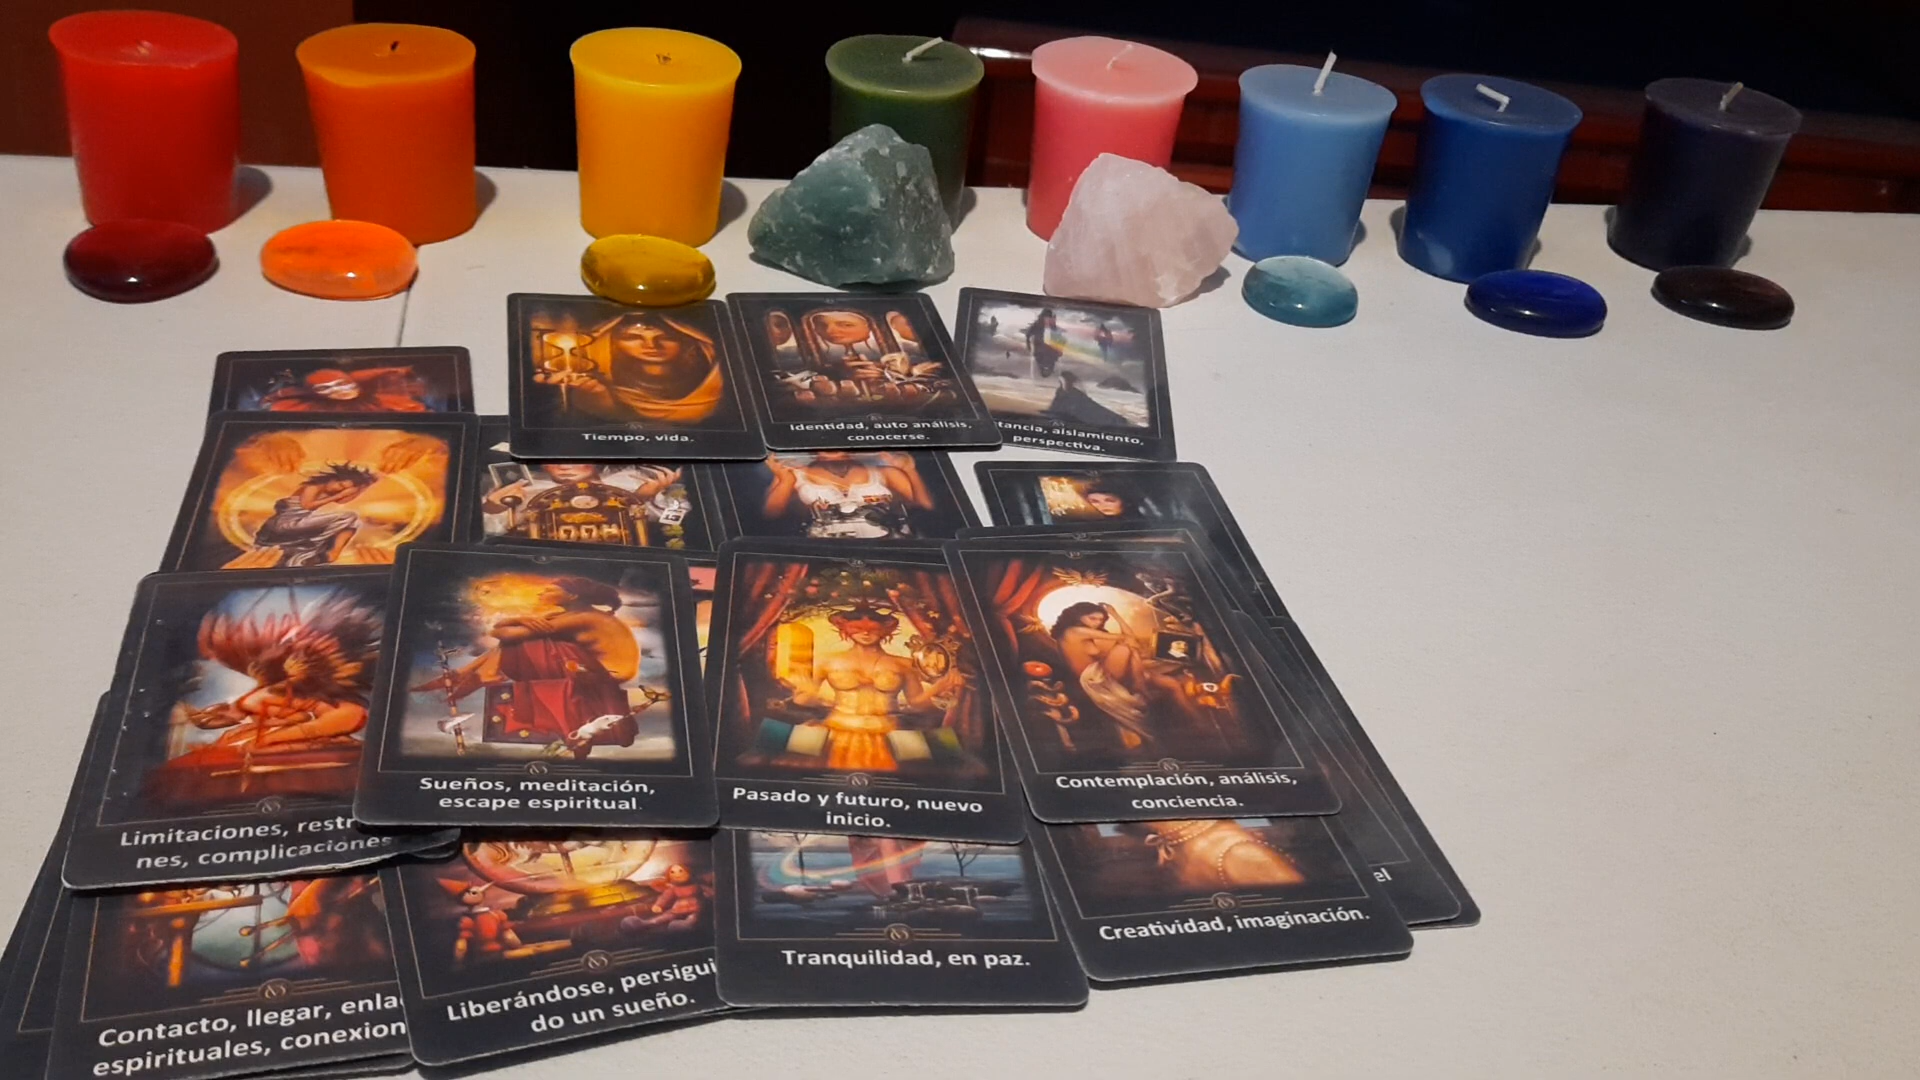 Tiempo, vida.
Identidad, auto análisis,
conocerse.
tancia, aislamiento,
perspectiva.
Limitaciones, restr
nes, complicaciones
Sueños, meditación,
escape espiritual.
Pasado y futuro, nuevo
inicio.
Contemplación, análisis,
conciencia.
el
Contacto, llegar, enla
espirituales, conexion
Liberándose, persigui
do un sueño.
Tranquilidad, en paz.
Creatividad, imaginación.